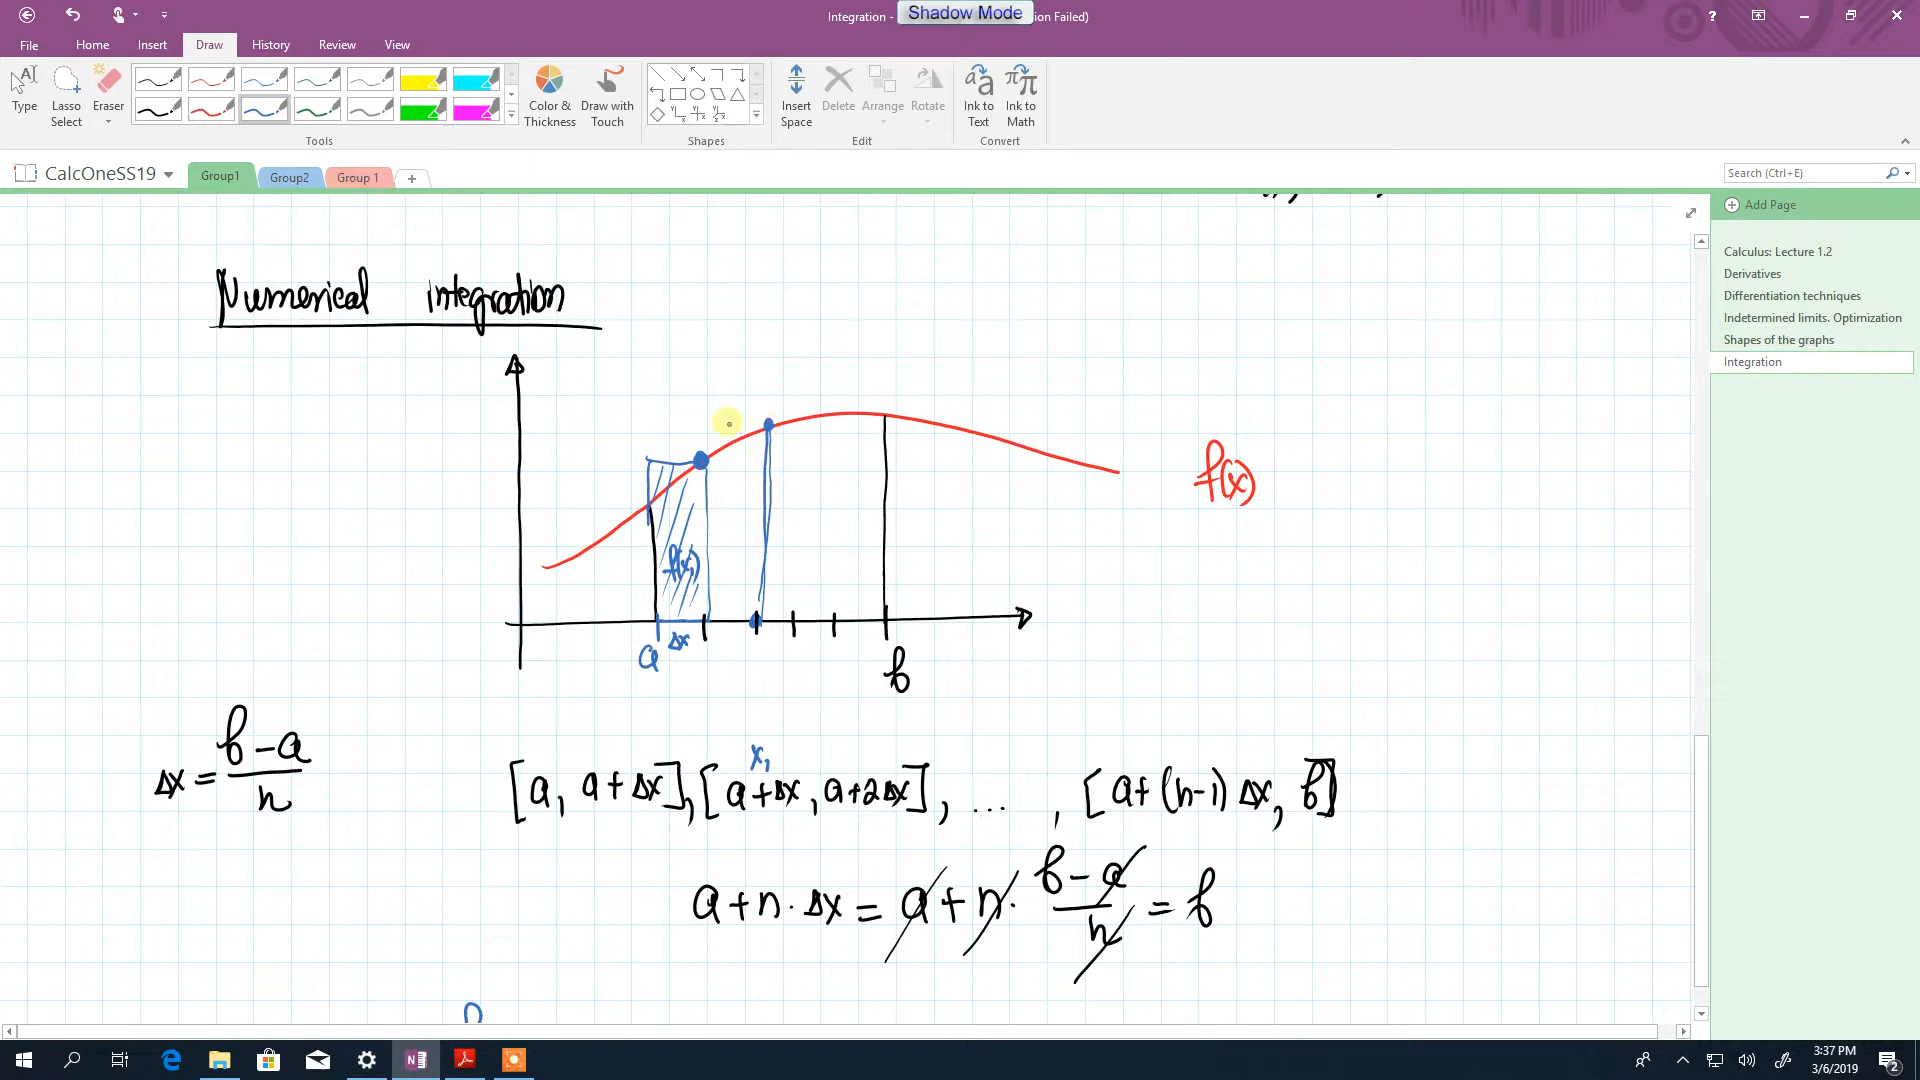 Integration - Shadow Mode on Failed)
File Home Insert Draw History Review View
Type
Lasso Select
Eraser
Color & Thickness
Draw with Touch
Insert Space
Delete
Arrange
Rotate
Ink to Text
Ink to Math
Tools Shapes Edit Convert
CalcOneSS19 Group1 Group2 Group 1
Search (Ctrl+E)
Add Page
Calculus: Lecture 1.2
Derivatives
Differentiation techniques
Indetermined limits. Optimization
Shapes of the graphs
Integration
Numerical integration
f(x)
f(x₁)
a Δx b
Δx = (b-a)/n
x₁
[a, a+Δx], [a+Δx, a+2Δx], ... , [a+(n-1)Δx, b]
a+n·Δx = a+n· (b-a)/n = b
3:37 PM
3/6/2019
2